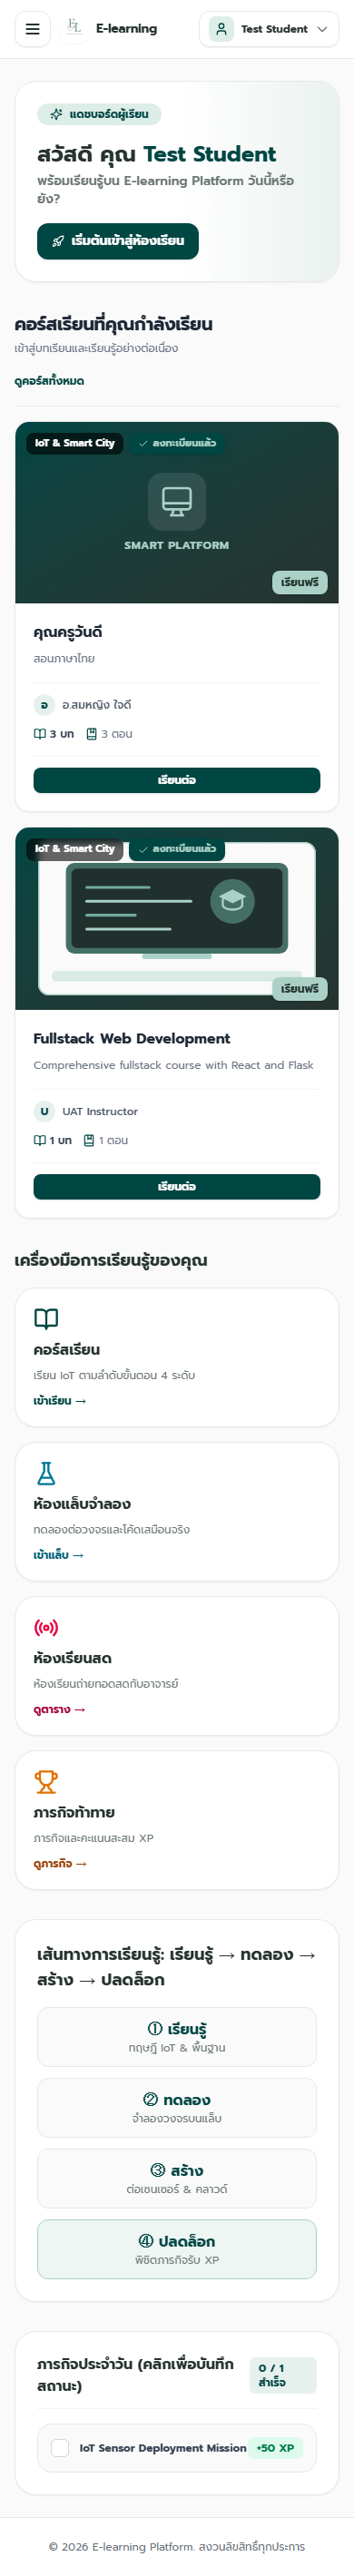 EL
E-learning
Test Student
แดชบอร์ดผู้เรียน
สวัสดี คุณ Test Student
พร้อมเรียนรู้บน E-learning Platform วันนี้หรือ
ยัง?
เริ่มต้นเข้าสู่ห้องเรียน
คอร์สเรียนที่คุณกำลังเรียน
เข้าสู่บทเรียนและเรียนรู้อย่างต่อเนื่อง
ดูคอร์สทั้งหมด
IoT & Smart City
ลงทะเบียนแล้ว
SMART PLATFORM
เรียนฟรี
คุณครูวันดี
สอนภาษาไทย
อ
อ.สมหญิง ใจดี
3 บท
3 ตอน
เรียนต่อ
IoT & Smart City
ลงทะเบียนแล้ว
เรียนฟรี
Fullstack Web Development
Comprehensive fullstack course with React and Flask
U
UAT Instructor
1 บท
1 ตอน
เรียนต่อ
เครื่องมือการเรียนรู้ของคุณ
คอร์สเรียน
เรียน IoT ตามลำดับขั้นตอน 4 ระดับ
เข้าเรียน →
ห้องแล็บจำลอง
ทดลองต่อวงจรและโค้ดเสมือนจริง
เข้าแล็บ →
ห้องเรียนสด
ห้องเรียนถ่ายทอดสดกับอาจารย์
ดูตาราง →
ภารกิจท้าทาย
ภารกิจและคะแนนสะสม XP
ดูภารกิจ →
เส้นทางการเรียนรู้: เรียนรู้ → ทดลอง →
สร้าง → ปลดล็อก
① เรียนรู้
ทฤษฎี IoT & พื้นฐาน
② ทดลอง
จำลองวงจรบนแล็บ
③ สร้าง
ต่อเซนเซอร์ & คลาวด์
④ ปลดล็อก
พิชิตภารกิจรับ XP
ภารกิจประจำวัน (คลิกเพื่อบันทึก
สถานะ)
0 / 1
สำเร็จ
IoT Sensor Deployment Mission
+50 XP
© 2026 E-learning Platform. สงวนลิขสิทธิ์ทุกประการ